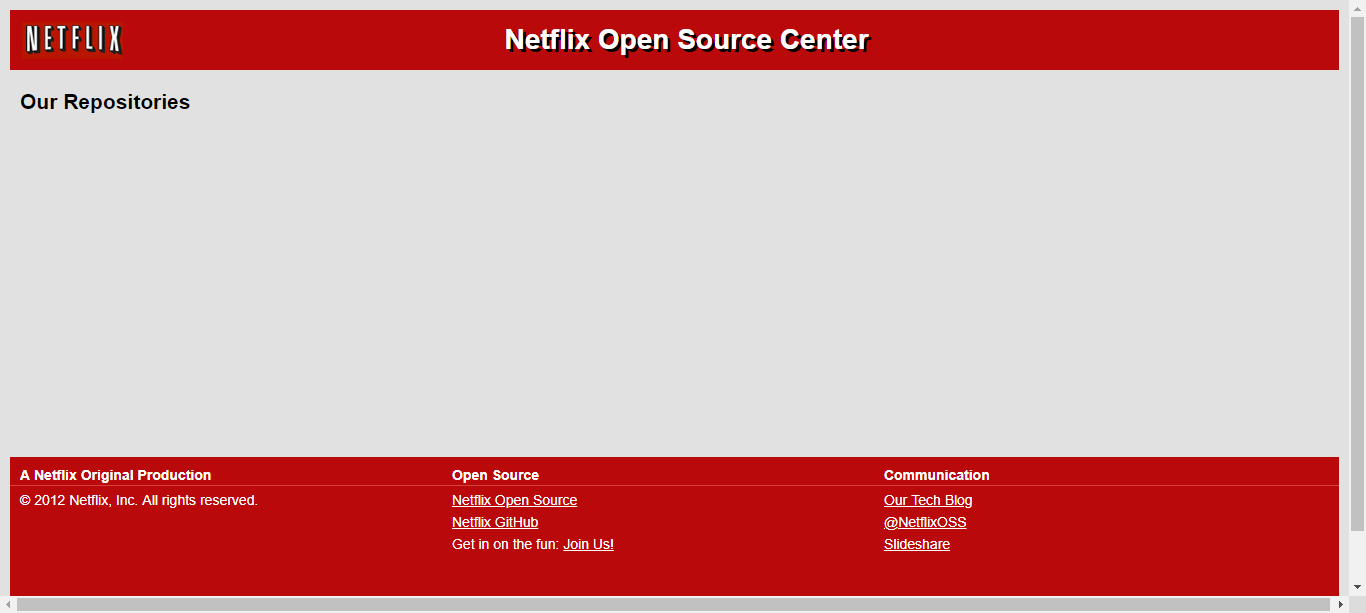 NETFLIX
Netflix Open Source Center
Our Repositories
A Netflix Original Production
© 2012 Netflix, Inc. All rights reserved.
Open Source
Netflix Open Source
Netflix GitHub
Get in on the fun: Join Us!
Communication
Our Tech Blog
@NetflixOSS
Slideshare